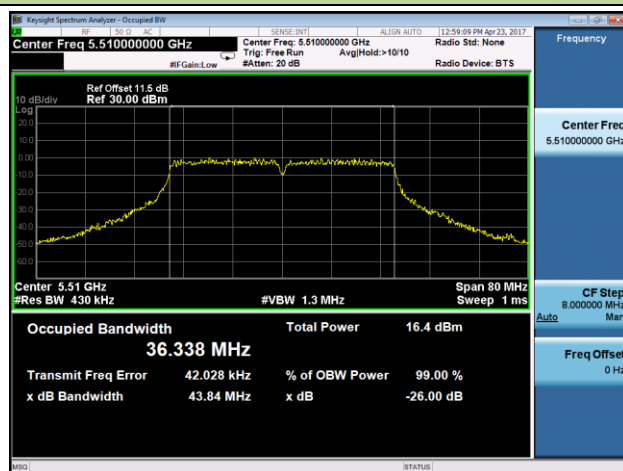 Keysight Spectrum Analyzer - Occupied BW
RF 50 Ω AC SENSE:INT ALIGN AUTO 12:59:09 PM Apr 23, 2017
Center Freq 5.510000000 GHz
Center Freq: 5.510000000 GHz Radio Std: None
Trig: Free Run Avg|Hold:>10/10
#IFGain:Low #Atten: 20 dB Radio Device: BTS
Frequency
Ref Offset 11.5 dB
10 dB/div Ref 30.00 dBm
Log
20.0
10.0
0.00
-10.0
-20.0
-30.0
-40.0
-50.0
-60.0
Center 5.51 GHz Span 80 MHz
#Res BW 430 kHz #VBW 1.3 MHz Sweep 1 ms
Occupied Bandwidth Total Power 16.4 dBm
36.338 MHz
Transmit Freq Error 42.028 kHz % of OBW Power 99.00 %
x dB Bandwidth 43.84 MHz x dB -26.00 dB
Center Freq
5.510000000 GHz
CF Step
8.000000 MHz
Auto Man
Freq Offset
0 Hz
MSG STATUS